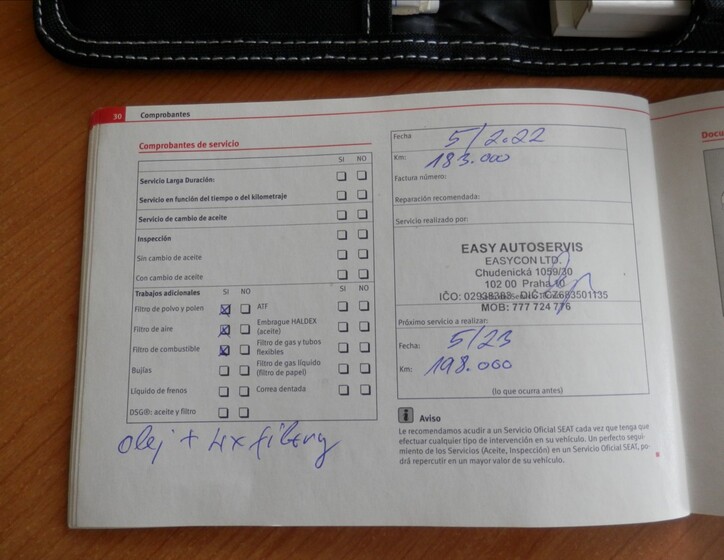 30 Comprobantes
Comprobantes de servicio
SI NO
Servicio Larga Duración:
Servicio en función del tiempo o del kilometraje
Servicio de cambio de aceite
Inspección
Sin cambio de aceite
Con cambio de aceite
Trabajos adicionales SI NO
Filtro de polvo y polen
ATF
Filtro de aire
Embrague HALDEX
(aceite)
Filtro de combustible
Filtro de gas y tubos
flexibles
Bujías
Filtro de gas líquido
(filtro de papel)
Líquido de frenos
Correa dentada
DSG®: aceite y filtro
olej + 4x filtry
Fecha 5/2.22
Km: 183.000
Factura número:
Reparación recomendada:
Servicio realizado por:
EASY AUTOSERVIS
EASYCON LTD.
Chudenická 1059/30
102 00 Praha 10
IČO: 02938383 DIČ: CZ683501135
MOB: 777 724 776
Próximo servicio a realizar:
Fecha: 5/23
Km: 198.000
(lo que ocurra antes)
i Aviso
Le recomendamos acudir a un Servicio Oficial SEAT cada vez que tenga que
efectuar cualquier tipo de intervención en su vehículo. Un perfecto segui-
miento de los Servicios (Aceite, Inspección) en un Servicio Oficial SEAT, po-
drá repercutir en un mayor valor de su vehículo.
Docu